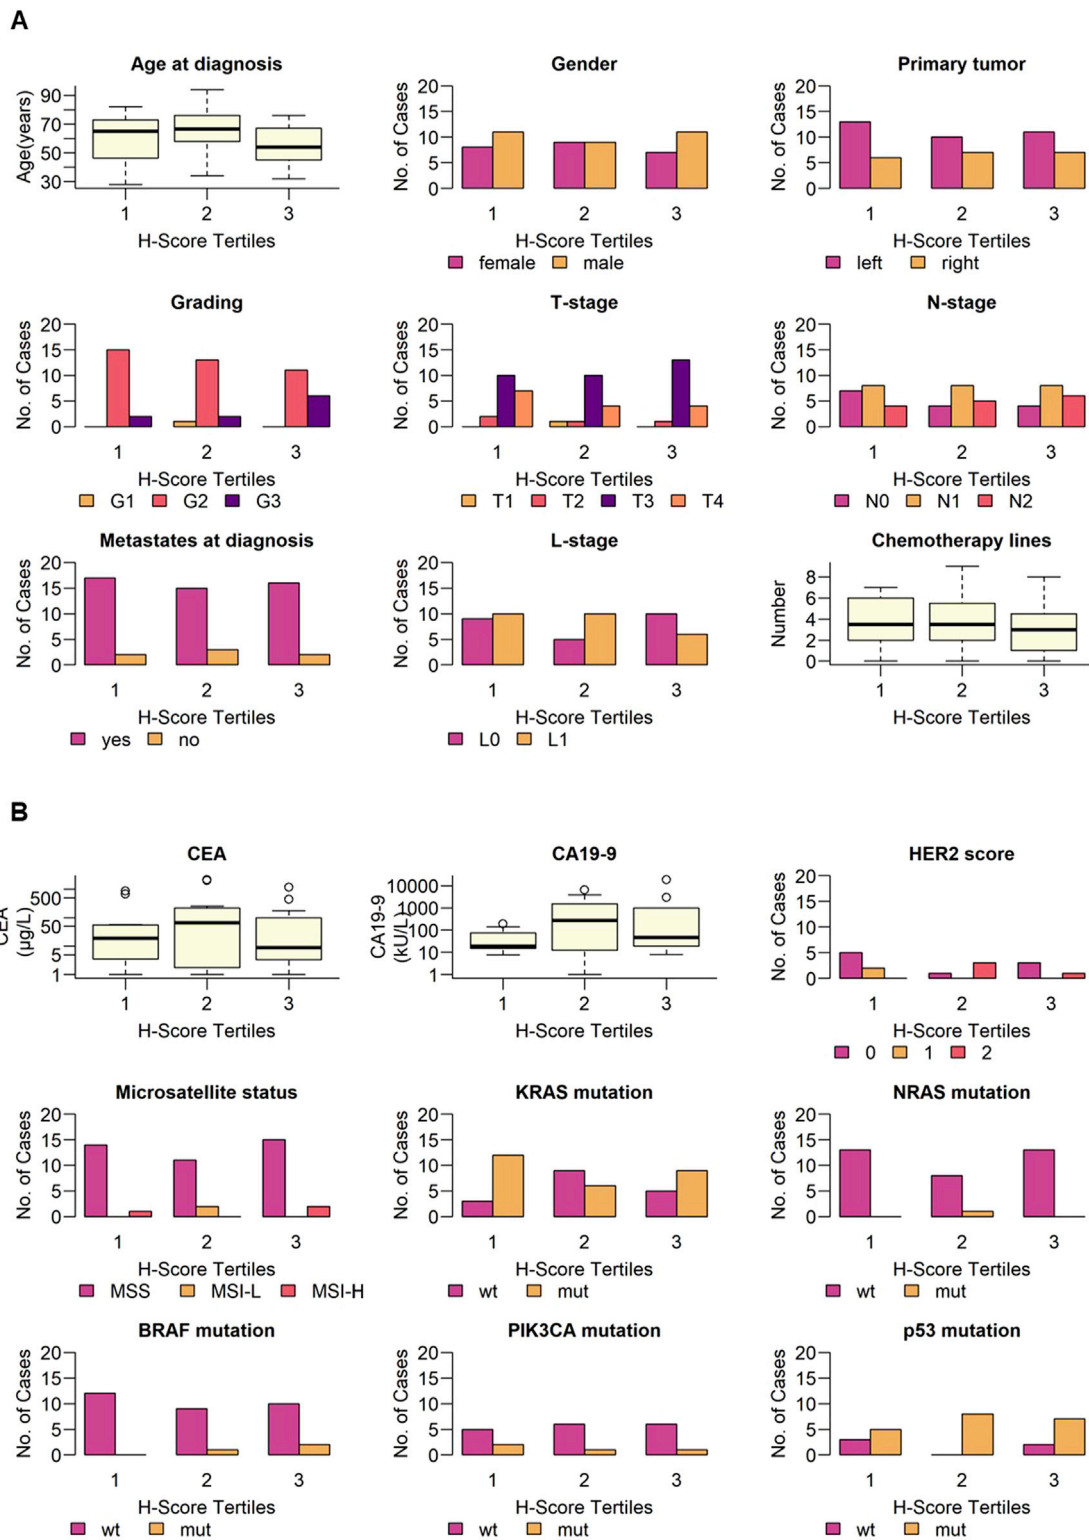 A
Age at diagnosis
Age(years)
90
70
50
30
1 2 3
H-Score Tertiles
Gender
No. of Cases
20
15
10
5
0
1 2 3
H-Score Tertiles
female male
Primary tumor
No. of Cases
20
15
10
5
0
1 2 3
H-Score Tertiles
left right
Grading
No. of Cases
20
15
10
5
0
1 2 3
H-Score Tertiles
G1 G2 G3
T-stage
No. of Cases
20
15
10
5
0
1 2 3
H-Score Tertiles
T1 T2 T3 T4
N-stage
No. of Cases
20
15
10
5
0
1 2 3
H-Score Tertiles
N0 N1 N2
Metastates at diagnosis
No. of Cases
20
15
10
5
0
1 2 3
H-Score Tertiles
yes no
L-stage
No. of Cases
20
15
10
5
0
1 2 3
H-Score Tertiles
L0 L1
Chemotherapy lines
Number
8
6
4
2
0
1 2 3
H-Score Tertiles
B
CEA
CEA
(µg/L)
500
50
5
1
1 2 3
H-Score Tertiles
CA19-9
CA19-9
(kU/L)
10000
1000
100
10
1
1 2 3
H-Score Tertiles
HER2 score
No. of Cases
20
15
10
5
0
1 2 3
H-Score Tertiles
0 1 2
Microsatellite status
No. of Cases
20
15
10
5
0
1 2 3
H-Score Tertiles
MSS MSI-L MSI-H
KRAS mutation
No. of Cases
20
15
10
5
0
1 2 3
H-Score Tertiles
wt mut
NRAS mutation
No. of Cases
20
15
10
5
0
1 2 3
H-Score Tertiles
wt mut
BRAF mutation
No. of Cases
20
15
10
5
0
1 2 3
H-Score Tertiles
wt mut
PIK3CA mutation
No. of Cases
20
15
10
5
0
1 2 3
H-Score Tertiles
wt mut
p53 mutation
No. of Cases
20
15
10
5
0
1 2 3
H-Score Tertiles
wt mut